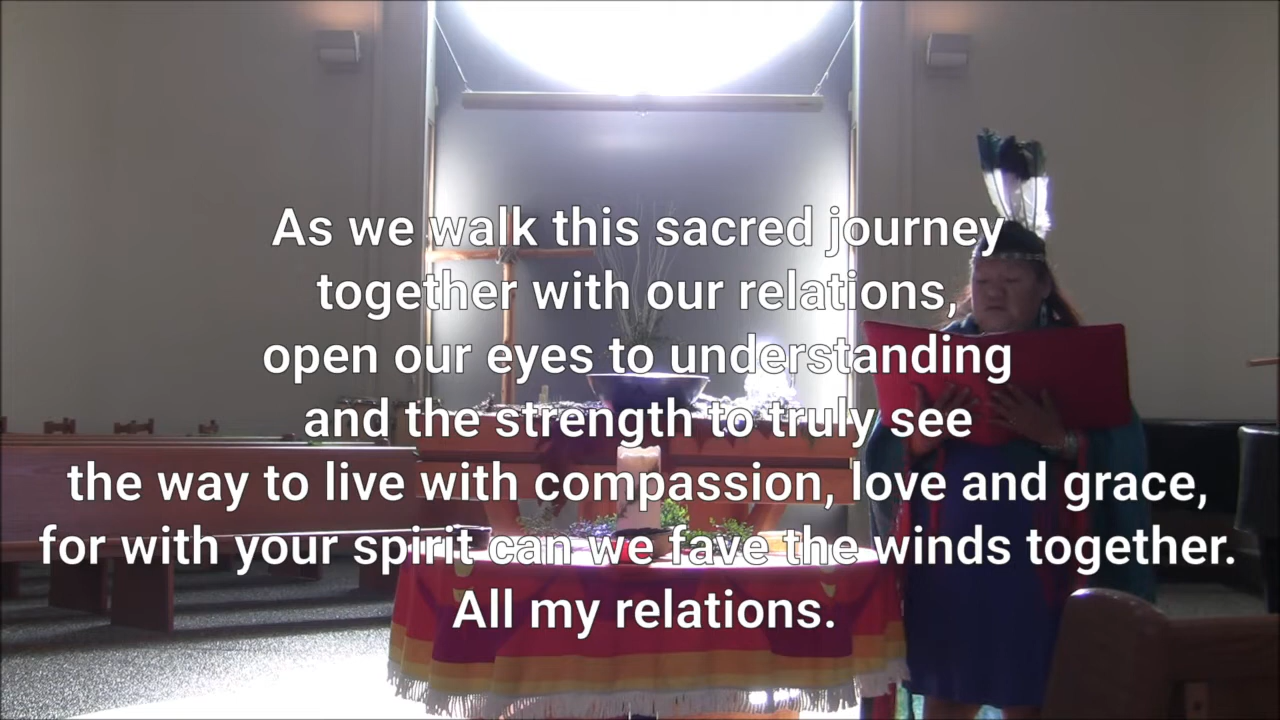 As we walk this sacred journey
together with our relations,
open our eyes to understanding
and the strength to truly see
the way to live with compassion, love and grace,
for with your spirit can we fave the winds together.
All my relations.